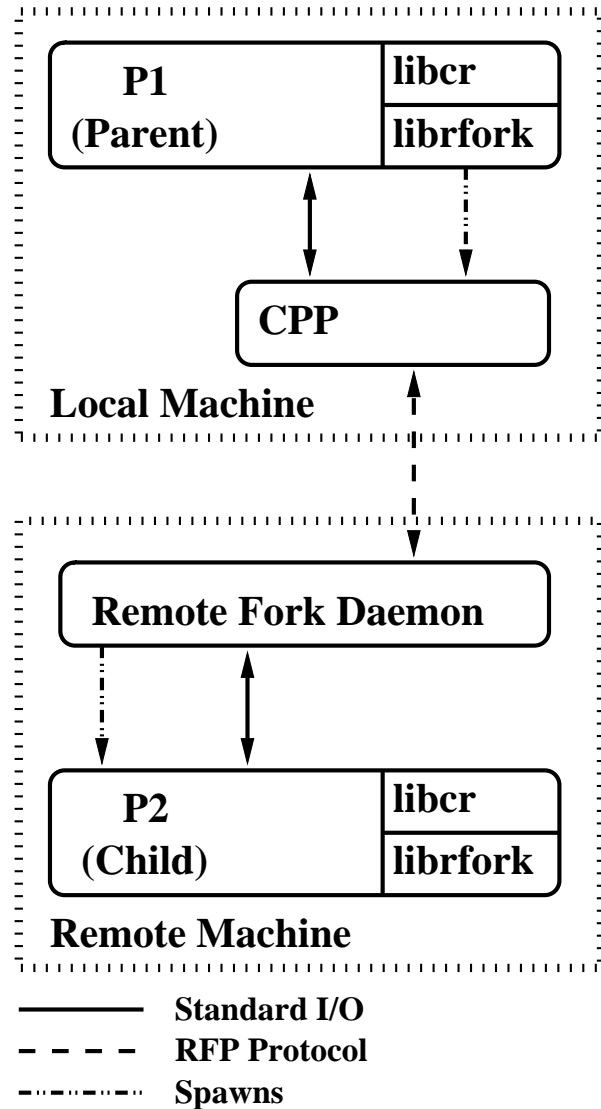 P1
(Parent)
libcr
librfork
CPP
Local Machine
Remote Fork Daemon
P2
(Child)
libcr
librfork
Remote Machine
Standard I/O
RFP Protocol
Spawns